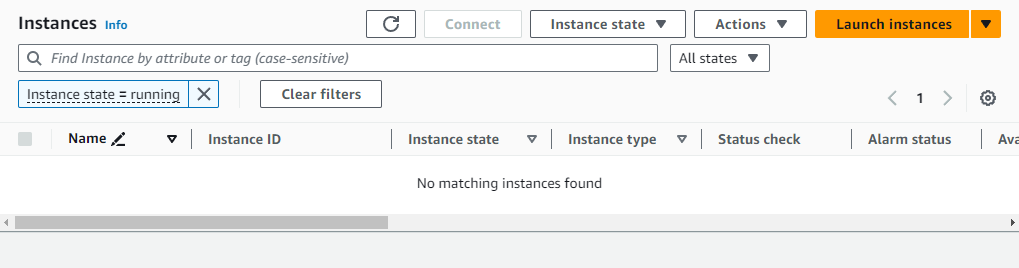 Instances Info Connect Instance state Actions Launch instances
Find Instance by attribute or tag (case-sensitive) All states
Instance state = running Clear filters 1
Name Instance ID Instance state Instance type Status check Alarm status Ava
No matching instances found